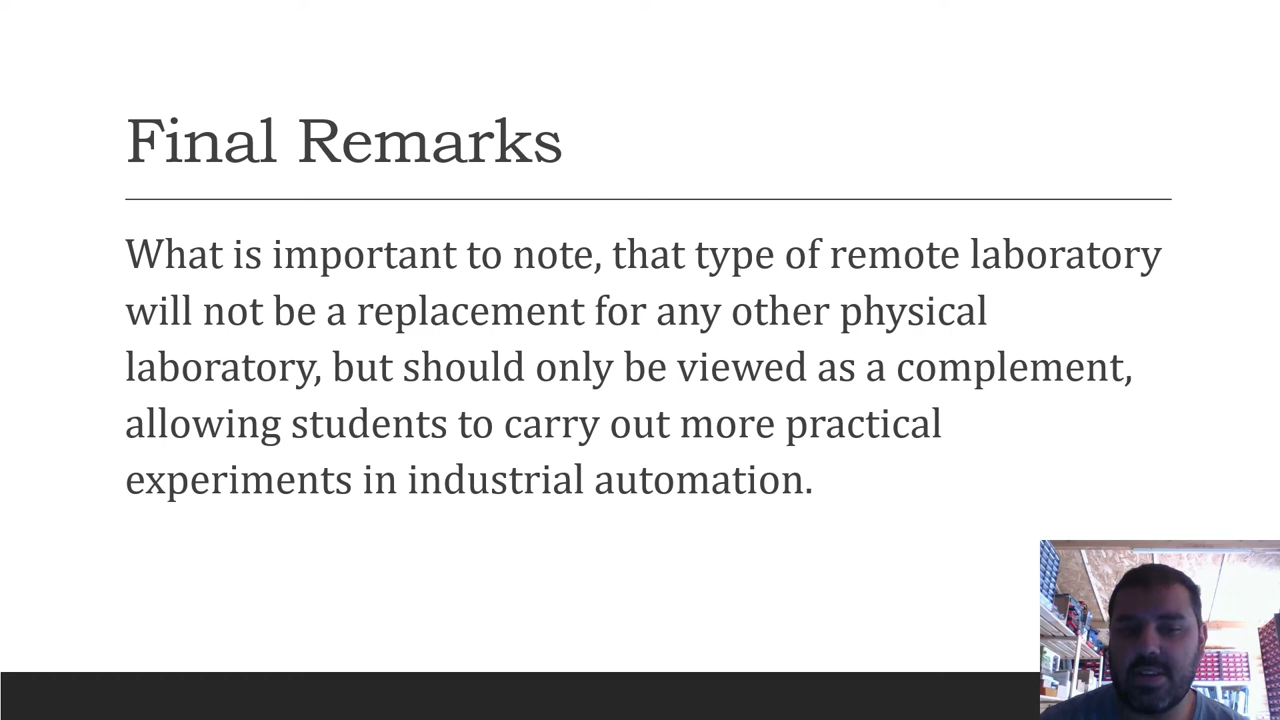 Final Remarks
What is important to note, that type of remote laboratory
will not be a replacement for any other physical
laboratory, but should only be viewed as a complement,
allowing students to carry out more practical
experiments in industrial automation.